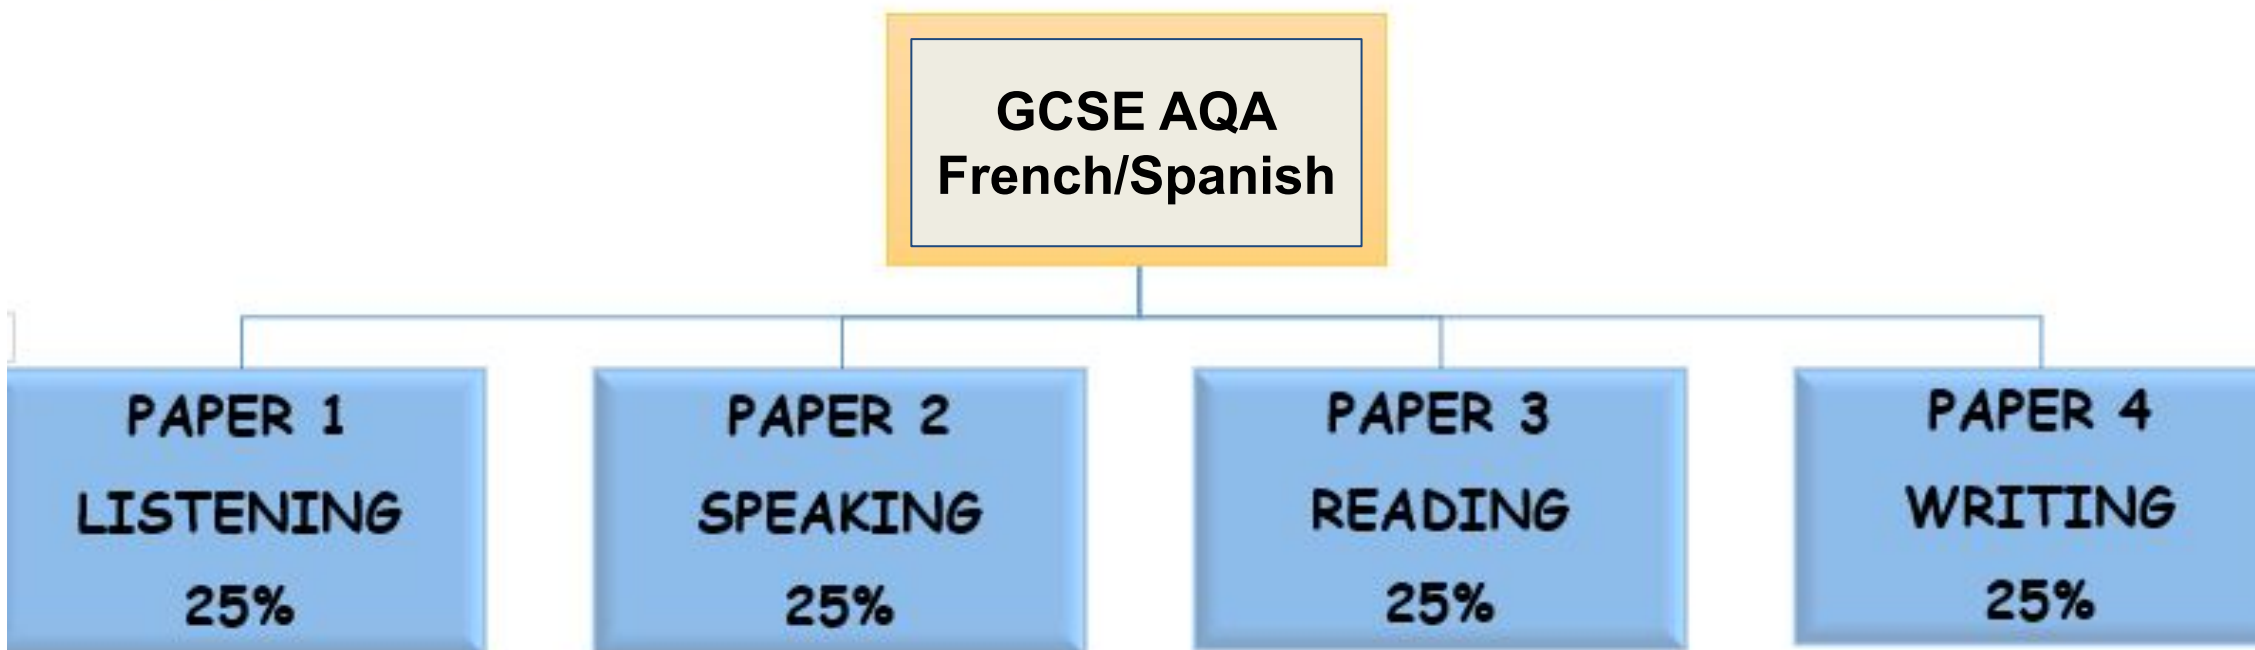 GCSE AQA
French/Spanish
PAPER 1
LISTENING
25%
PAPER 2
SPEAKING
25%
PAPER 3
READING
25%
PAPER 4
WRITING
25%